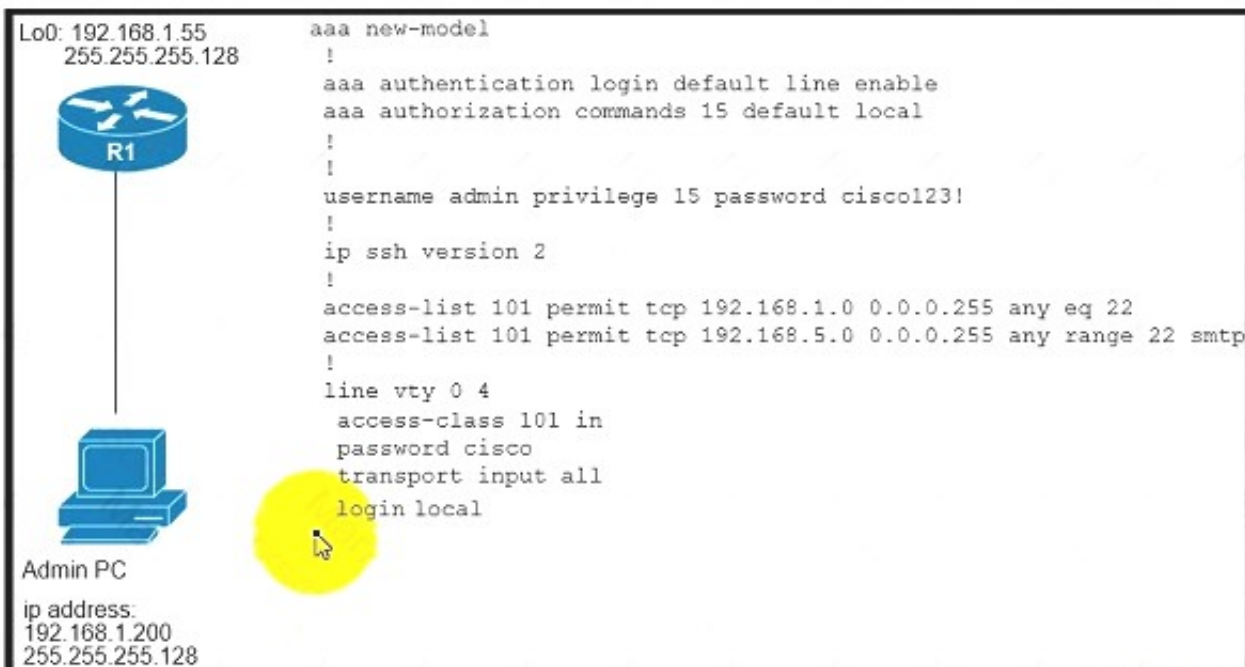 Lo0: 192.168.1.55
255.255.255.128
R1
Admin PC
ip address:
192.168.1.200
255.255.255.128
aaa new-model
!
aaa authentication login default line enable
aaa authorization commands 15 default local
!
!
username admin privilege 15 password cisco123!
!
ip ssh version 2
!
access-list 101 permit tcp 192.168.1.0 0.0.0.255 any eq 22
access-list 101 permit tcp 192.168.5.0 0.0.0.255 any range 22 smtp
!
line vty 0 4
access-class 101 in
password cisco
transport input all
login local